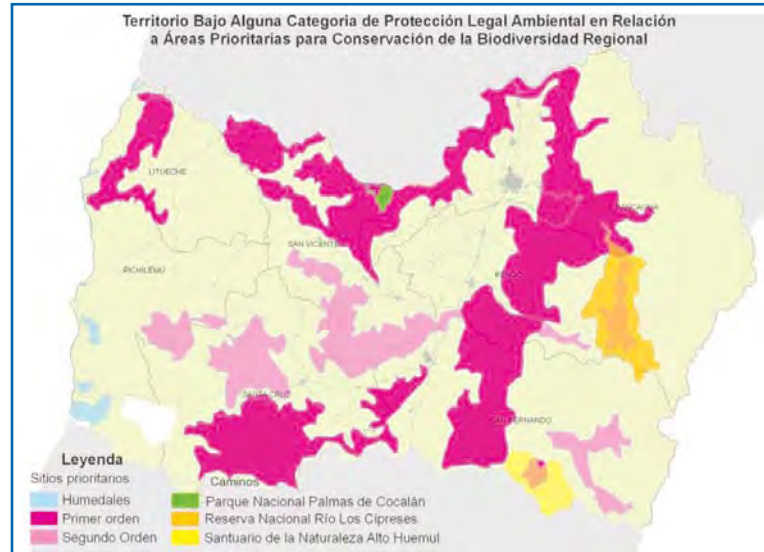 Territorio Bajo Alguna Categoria de Protección Legal Ambiental en Relación
a Áreas Prioritarias para Conservación de la Biodiversidad Regional
LITUECHE
RANCAGUA
SAN VICENTE
PICHILEMU
RENGO
SANTA CRUZ
SAN FERNANDO
Leyenda
Sitios prioritarios
Caminos
Humedales
Parque Nacional Palmas de Cocalán
Primer orden
Reserva Nacional Río Los Cipreses
Segundo Orden
Santuario de la Naturaleza Alto Huemul